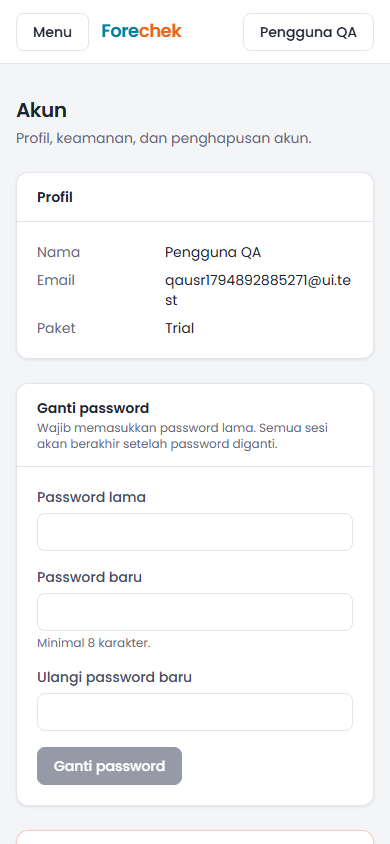 Menu
Forechek
Pengguna QA
Akun
Profil, keamanan, dan penghapusan akun.
Profil
Nama
Pengguna QA
Email
qausr1794892885271@ui.te
st
Paket
Trial
Ganti password
Wajib memasukkan password lama. Semua sesi
akan berakhir setelah password diganti.
Password lama
Password baru
Minimal 8 karakter.
Ulangi password baru
Ganti password